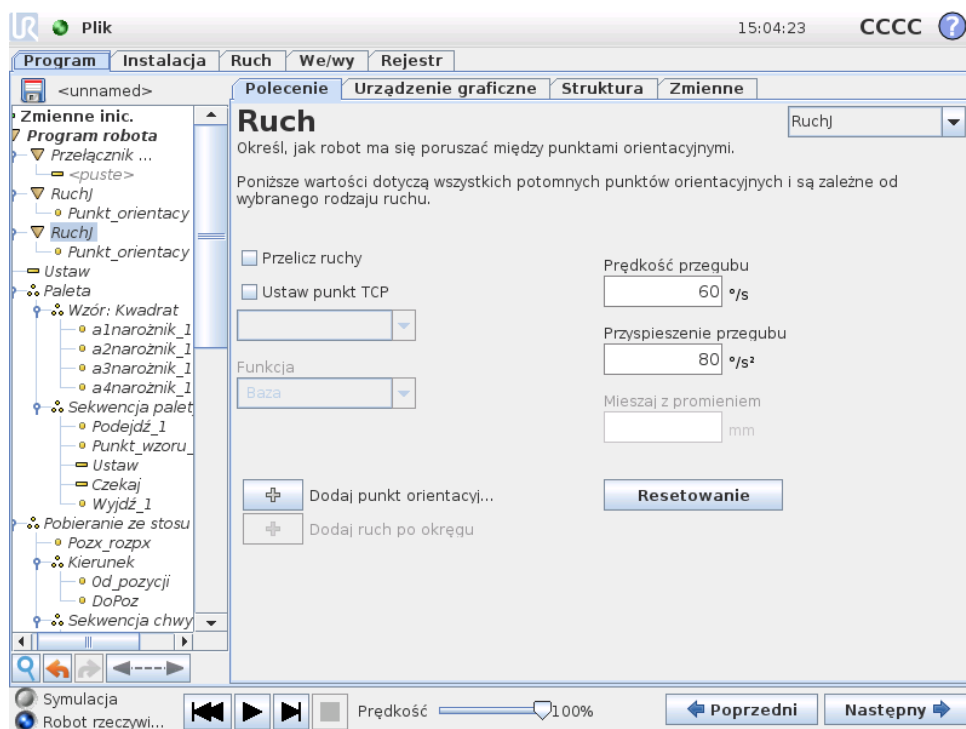 UR Plik 15:04:23 CCCC ?
Program Instalacja Ruch We/wy Rejestr
<unnamed>
Polecenie Urządzenie graficzne Struktura Zmienne
Zmienne inic.
Program robota
Przełącznik ...
<puste>
RuchJ
Punkt_orientacy
RuchJ
Punkt_orientacy
Ustaw
Paleta
Wzór: Kwadrat
a1narożnik_1
a2narożnik_1
a3narożnik_1
a4narożnik_1
Sekwencja palet
Podejdź_1
Punkt_wzoru_
Ustaw
Czekaj
Wyjdź_1
Pobieranie ze stosu
Pozx_rozpx
Kierunek
Od_pozycji
DoPoz
Sekwencja chwy
Ruch
RuchJ
Określ, jak robot ma się poruszać między punktami orientacyjnymi.
Poniższe wartości dotyczą wszystkich potomnych punktów orientacyjnych i są zależne od
wybranego rodzaju ruchu.
Przelicz ruchy
Ustaw punkt TCP
Funkcja
Baza
Prędkość przegubu
60 °/s
Przyspieszenie przegubu
80 °/s²
Mieszaj z promieniem
mm
Dodaj punkt orientacyj...
Resetowanie
Dodaj ruch po okręgu
Symulacja
Robot rzeczywi...
Prędkość 100%
Poprzedni
Następny